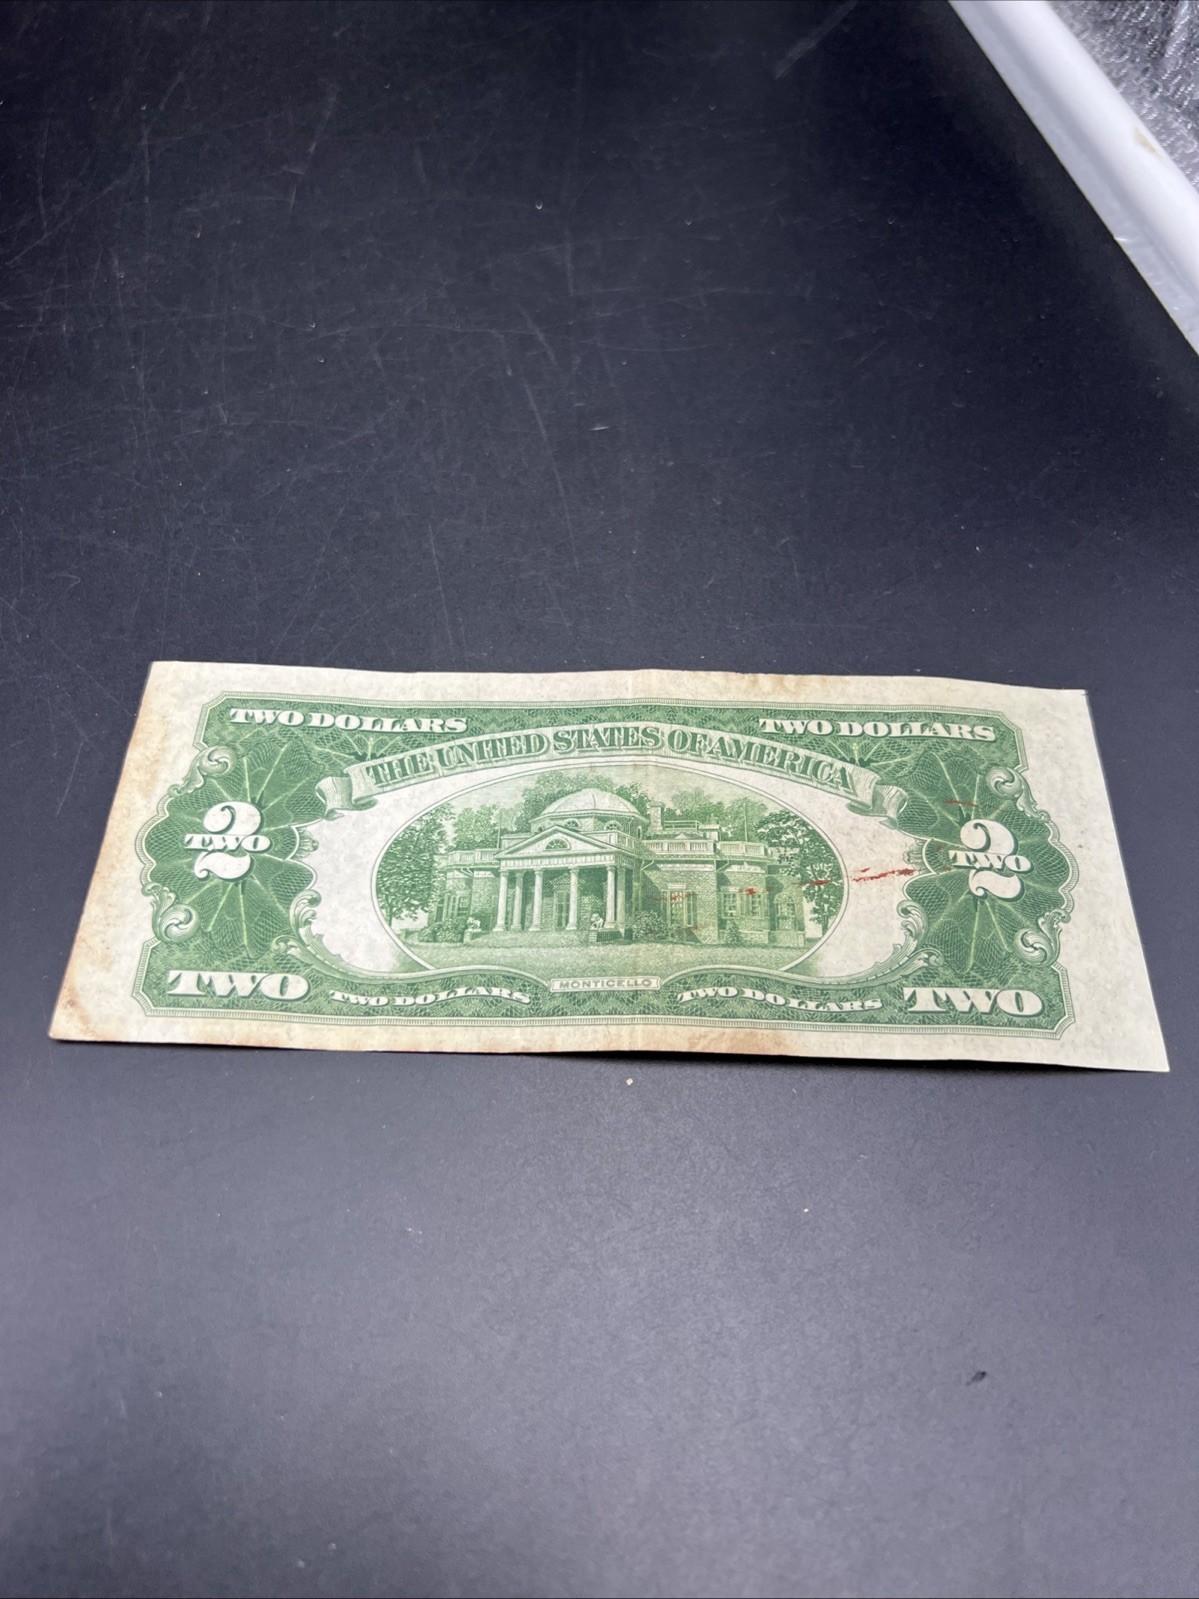 TWO DOLLARS TWO DOLLARS
THE UNITED STATES OF AMERICA
2 TWO 2 TWO
MONTICELLO
TWO TWO DOLLARS TWO DOLLARS TWO